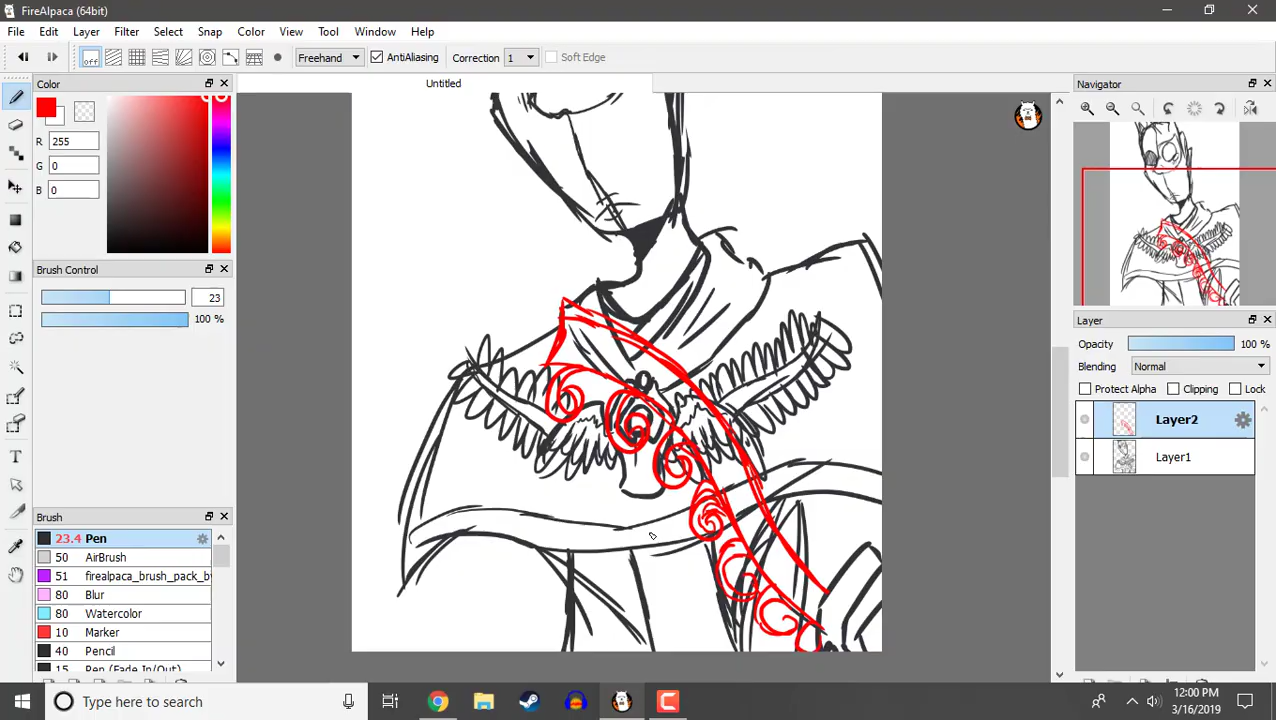 FireAlpaca (64bit)
File Edit Layer Filter Select Snap Color View Tool Window Help
off Freehand AntiAliasing Correction 1 Soft Edge
Untitled
Color
R 255
G 0
B 0
Brush Control
23
100 %
Brush
23.4 Pen
50 AirBrush
51 firealpaca_brush_pack_by
80 Blur
80 Watercolor
10 Marker
40 Pencil
15 Pen (Fade In/Out)
Navigator
Layer
Opacity 100 %
Blending Normal
Protect Alpha Clipping Lock
Layer2
Layer1
Type here to search
12:00 PM
3/16/2019